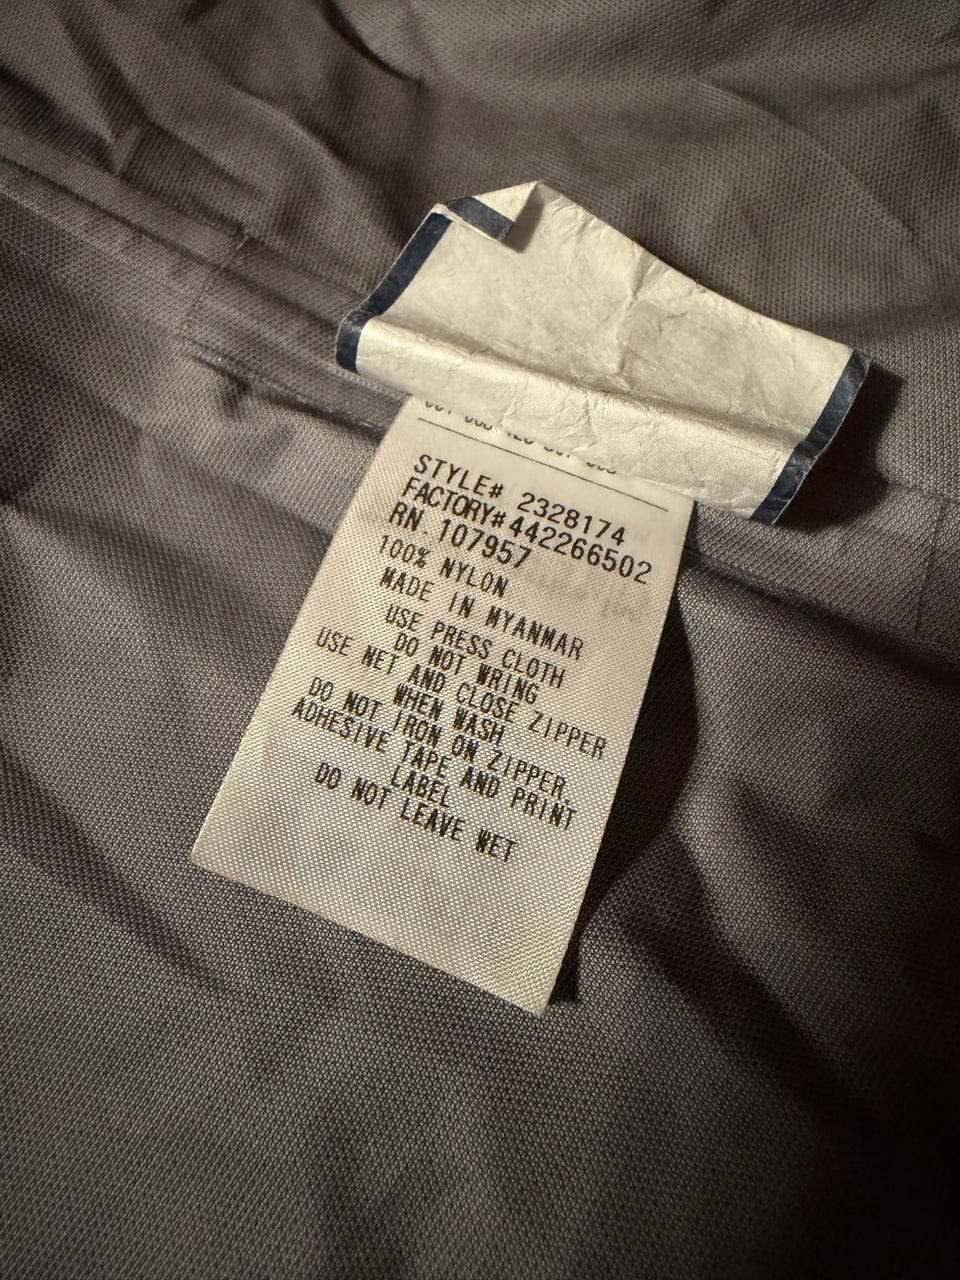 STYLE# 2328174
FACTORY#442266502
RN 107957
100% NYLON
MADE IN MYANMAR
USE PRESS CLOTH
DO NOT WRING
USE NET AND CLOSE ZIPPER
WHEN WASH
DO NOT IRON ON ZIPPER,
ADHESIVE TAPE AND PRINT
LABEL
DO NOT LEAVE WET